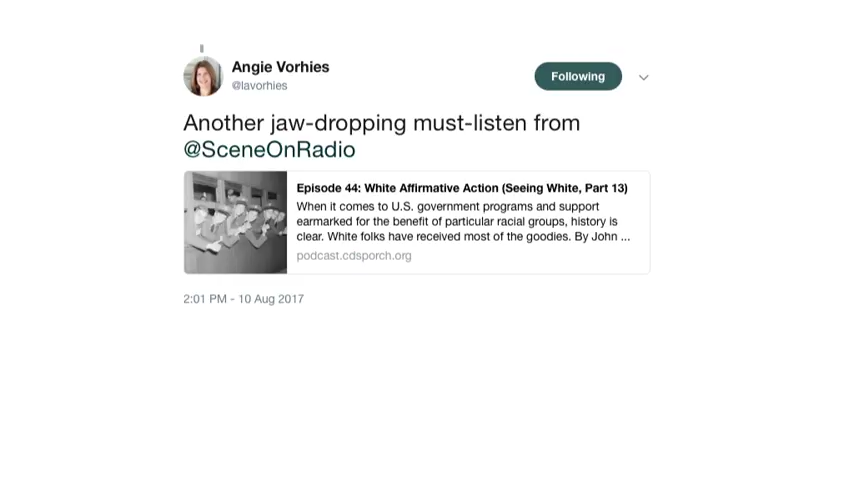 Angie Vorhies
@lavorhies
Following
Another jaw-dropping must-listen from
@SceneOnRadio
Episode 44: White Affirmative Action (Seeing White, Part 13)
When it comes to U.S. government programs and support
earmarked for the benefit of particular racial groups, history is
clear. White folks have received most of the goodies. By John ...
podcast.cdsporch.org
2:01 PM - 10 Aug 2017